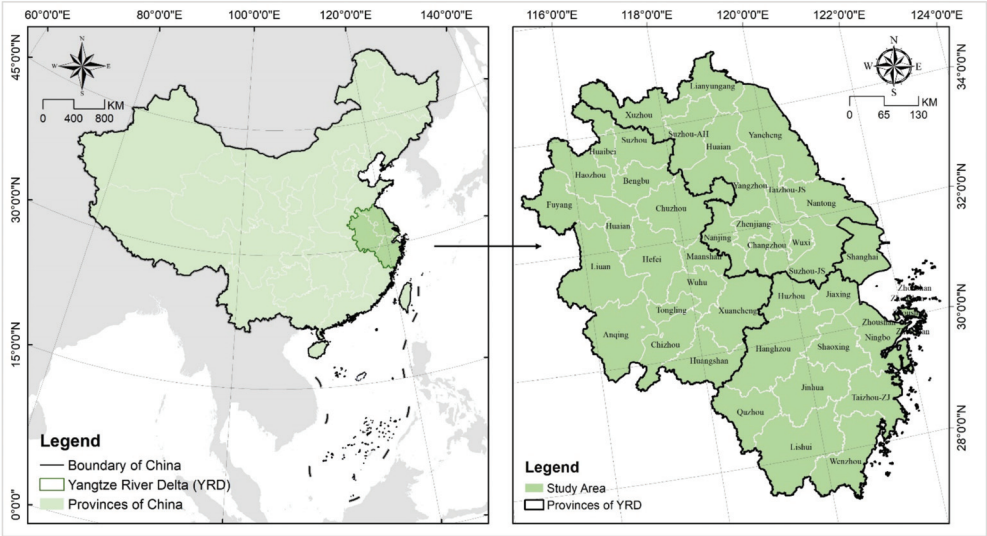 60°0'0"E 80°0'0"E 100°0'0"E 120°0'0"E 140°0'0"E
45°0'0"N
30°0'0"N
15°0'0"N
0°0'0"
N
W E
S
KM
0 400 800
Legend
Boundary of China
Yangtze River Delta (YRD)
Provinces of China
116°0'0"E 118°0'0"E 120°0'0"E 122°0'0"E 124°0'0"E
34°0'0"N
32°0'0"N
30°0'0"N
28°0'0"N
N
W E
S
KM
0 65 130
Lianyungang
Xuzhou
Suzhou-AH
Yancheng
Suzhou
Huaian
Huaibei
Haozhou
Bengbu
Yangzhou
Taizhou-JS
Fuyang
Chuzhou
Nantong
Huaian
Zhenjiang
Nanjing
Changzhou
Wuxi
Liuan
Hefei
Maanshan
Shanghai
Suzhou-JS
Wuhu
Huzhou
Jiaxing
Zhoushan
Tongling
Xuancheng
Zhoushan
Ningbo
Anqing
Chizhou
Hanghzou
Shaoxing
Huangshan
Jinhua
Taizhou-ZJ
Quzhou
Lishui
Wenzhou
Legend
Study Area
Provinces of YRD